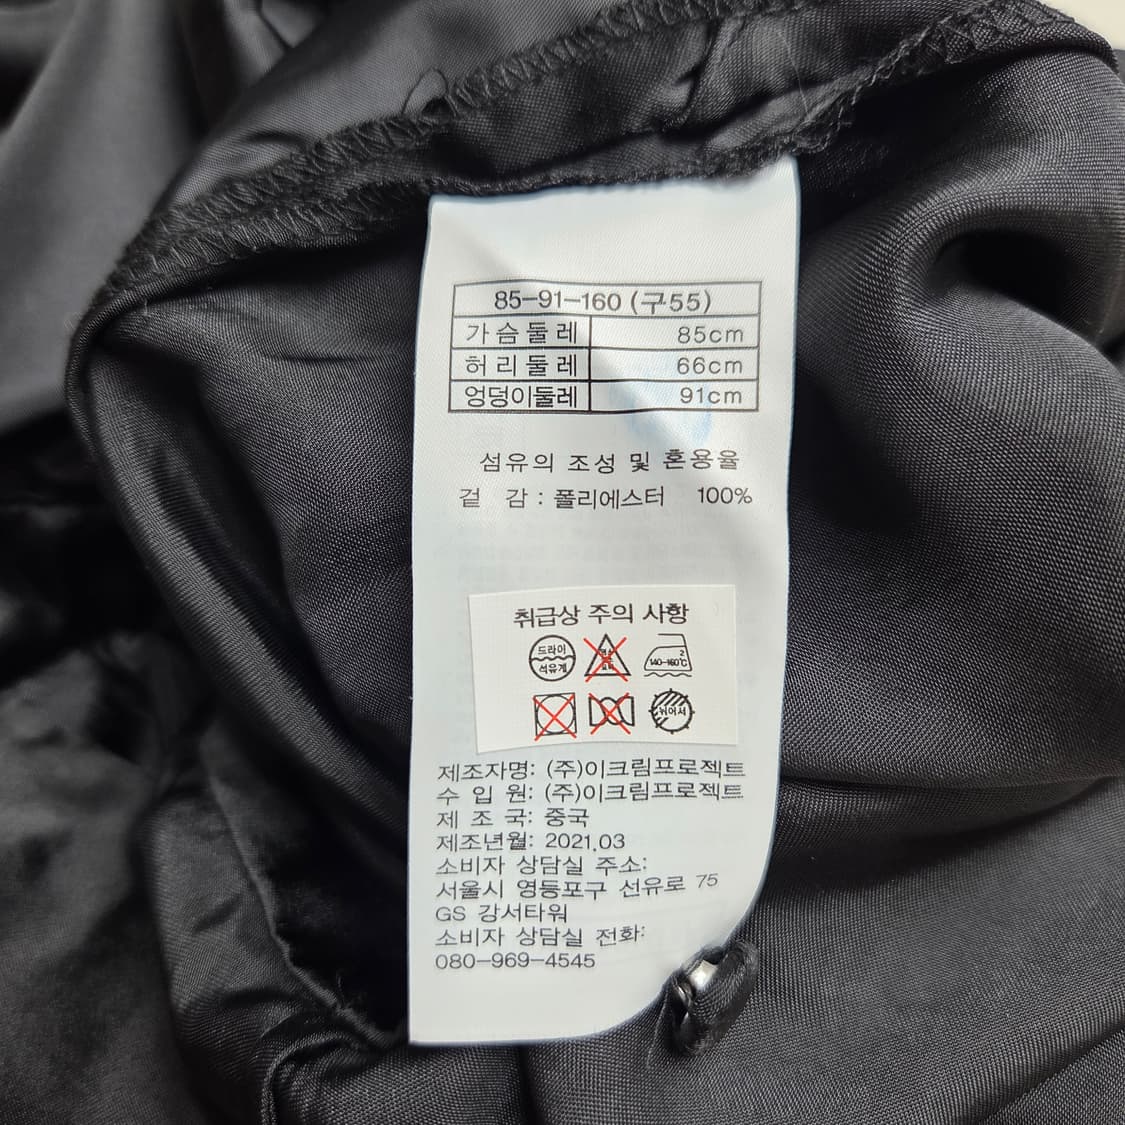 85-91-160 (구55)
가슴둘레 85cm
허리둘레 66cm
엉덩이둘레 91cm
섬유의 조성 및 혼용율
겉 감 : 폴리에스터 100%
취급상 주의 사항
드라이
석유계
2
140~160℃
뉘어서
제조자명: (주)이크림프로젝트
수 입 원: (주)이크림프로젝트
제 조 국: 중국
제조년월: 2021.03
소비자 상담실 주소:
서울시 영등포구 선유로 75
GS 강서타워
소비자 상담실 전화:
080-969-4545